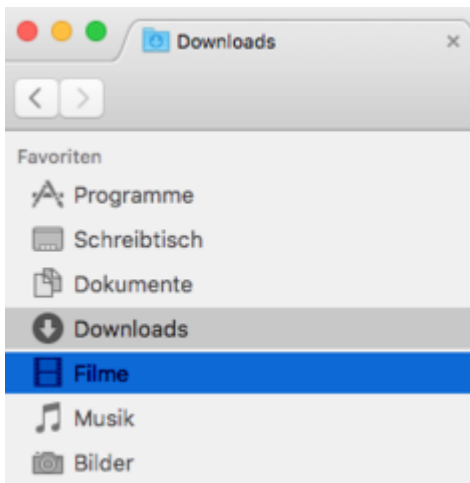 Downloads
Favoriten
Programme
Schreibtisch
Dokumente
Downloads
Filme
Musik
Bilder